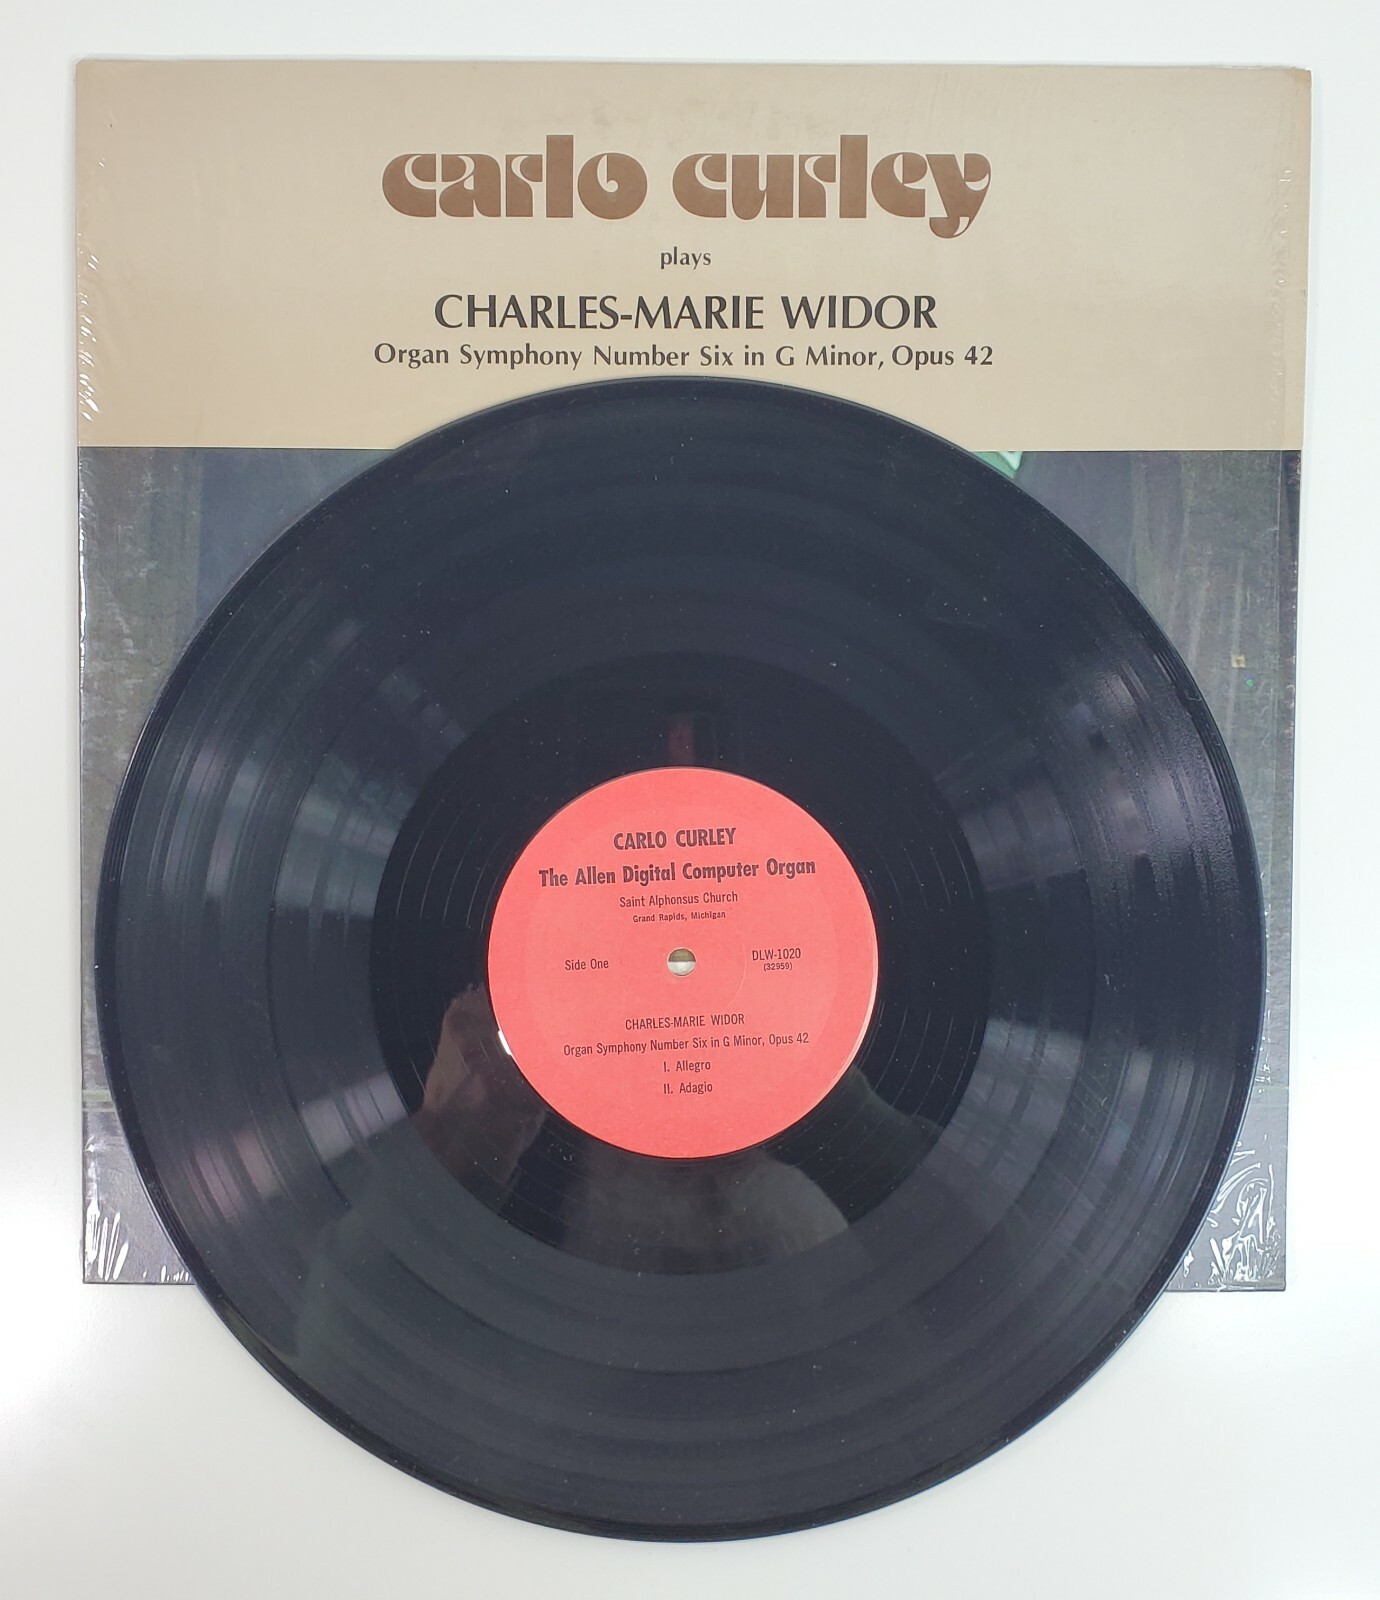 carlo curley
plays
CHARLES-MARIE WIDOR
Organ Symphony Number Six in G Minor, Opus 42
CARLO CURLEY
The Allen Digital Computer Organ
Saint Alphonsus Church
Grand Rapids, Michigan
Side One
DLW-1020
(32959)
CHARLES-MARIE WIDOR
Organ Symphony Number Six in G Minor, Opus 42
I. Allegro
II. Adagio